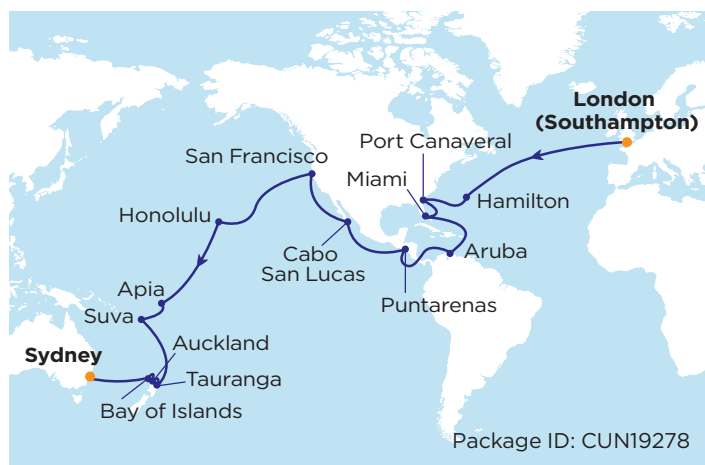 London
(Southampton)
Port Canaveral
San Francisco
Miami
Hamilton
Honolulu
Cabo
San Lucas
Aruba
Puntarenas
Apia
Suva
Auckland
Sydney
Tauranga
Bay of Islands
Package ID: CUN19278